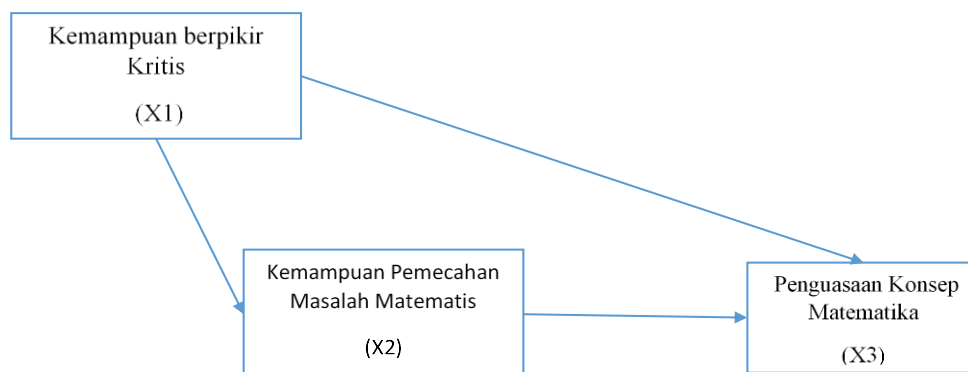 Kemampuan berpikir
Kritis
(X1)
Kemampuan Pemecahan
Masalah Matematis
(X2)
Penguasaan Konsep
Matematika
(X3)